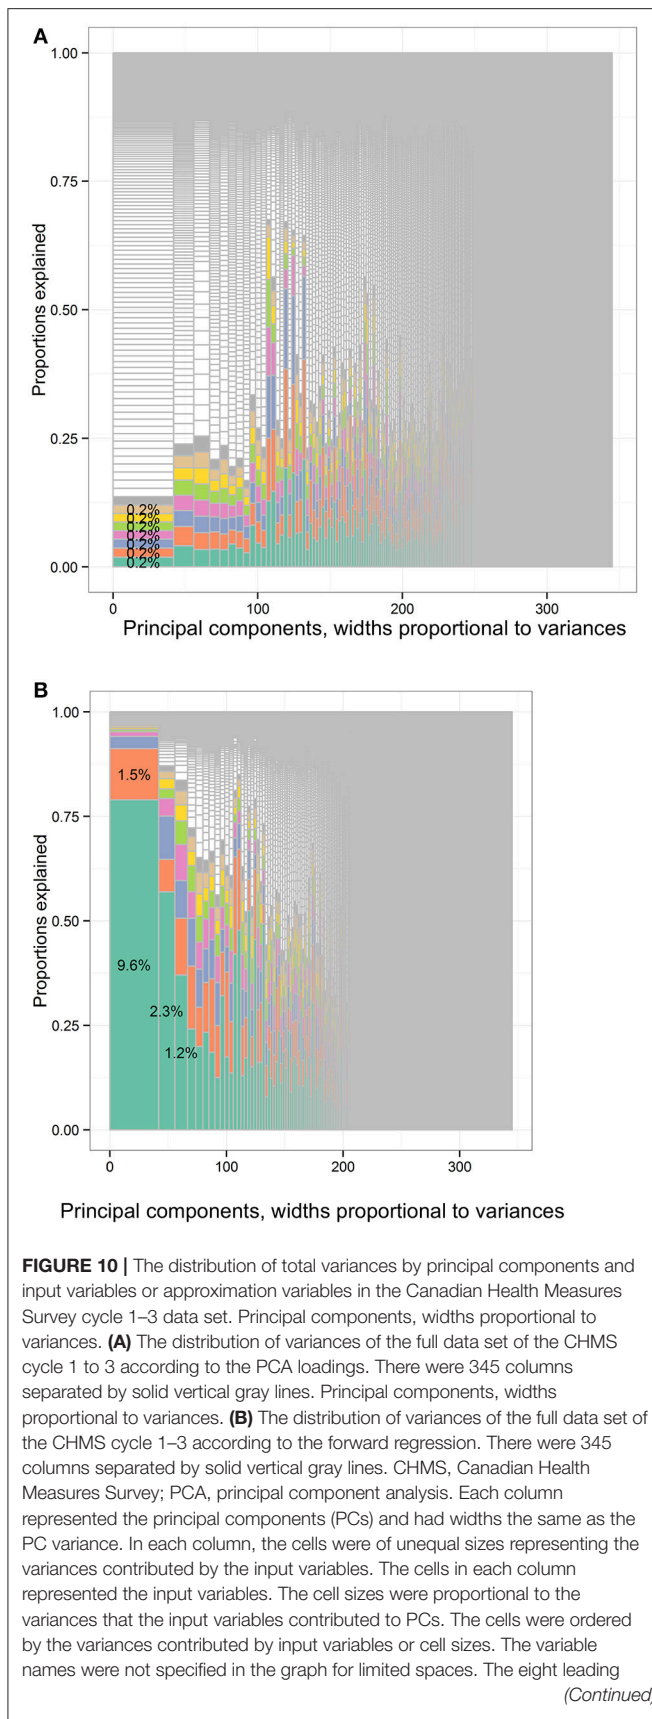 A
1.00
0.75
0.50
0.25
0.00
Proportions explained
0.2%
0.2%
0.2%
0.2%
0.2%
0.2%
0.2%
0 100 200 300
Principal components, widths proportional to variances
B
1.00
0.75
0.50
0.25
0.00
Proportions explained
1.5%
9.6%
2.3%
1.2%
0 100 200 300
Principal components, widths proportional to variances
FIGURE 10 | The distribution of total variances by principal components and
input variables or approximation variables in the Canadian Health Measures
Survey cycle 1–3 data set. Principal components, widths proportional to
variances. (A) The distribution of variances of the full data set of the CHMS
cycle 1 to 3 according to the PCA loadings. There were 345 columns
separated by solid vertical gray lines. Principal components, widths
proportional to variances. (B) The distribution of variances of the full data set of
the CHMS cycle 1–3 according to the forward regression. There were 345
columns separated by solid vertical gray lines. CHMS, Canadian Health
Measures Survey; PCA, principal component analysis. Each column
represented the principal components (PCs) and had widths the same as the
PC variance. In each column, the cells were of unequal sizes representing the
variances contributed by the input variables. The cells in each column
represented the input variables. The cell sizes were proportional to the
variances that the input variables contributed to PCs. The cells were ordered
by the variances contributed by input variables or cell sizes. The variable
names were not specified in the graph for limited spaces. The eight leading
(Continued)